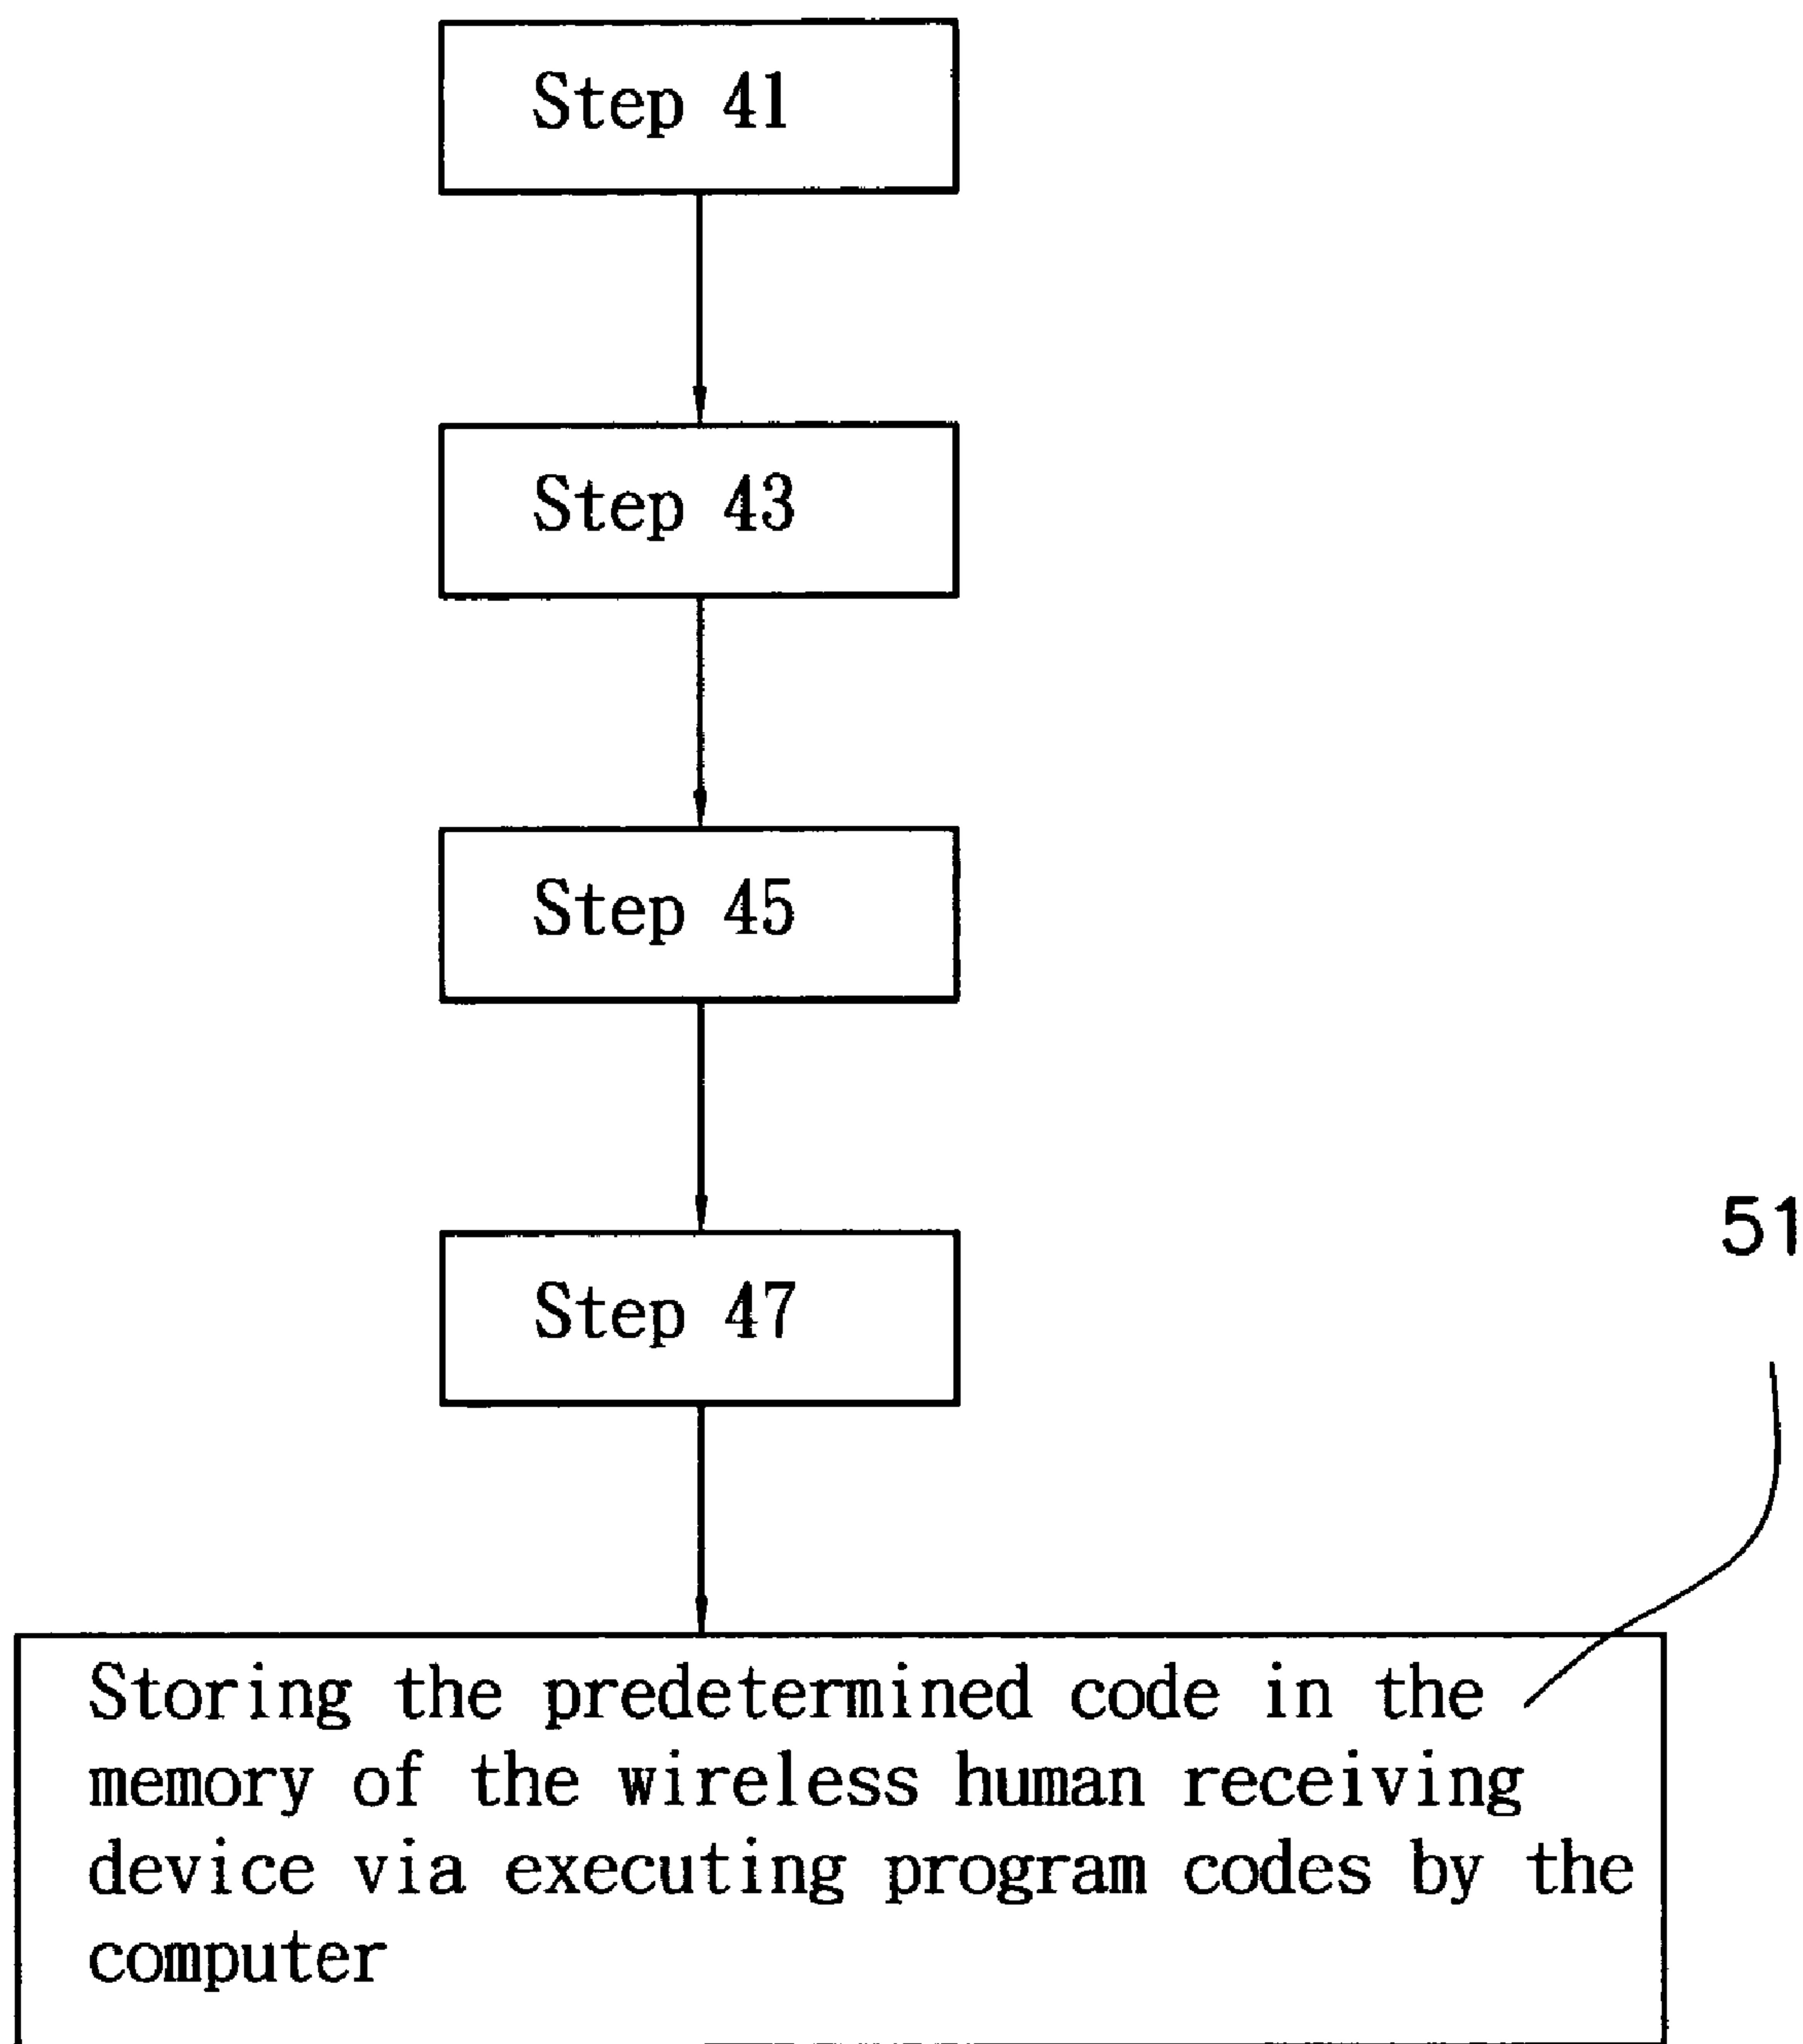 Step 41
Step 43
Step 45
Step 47
51
Storing the predetermined code in the
memory of the wireless human receiving
device via executing program codes by the
computer